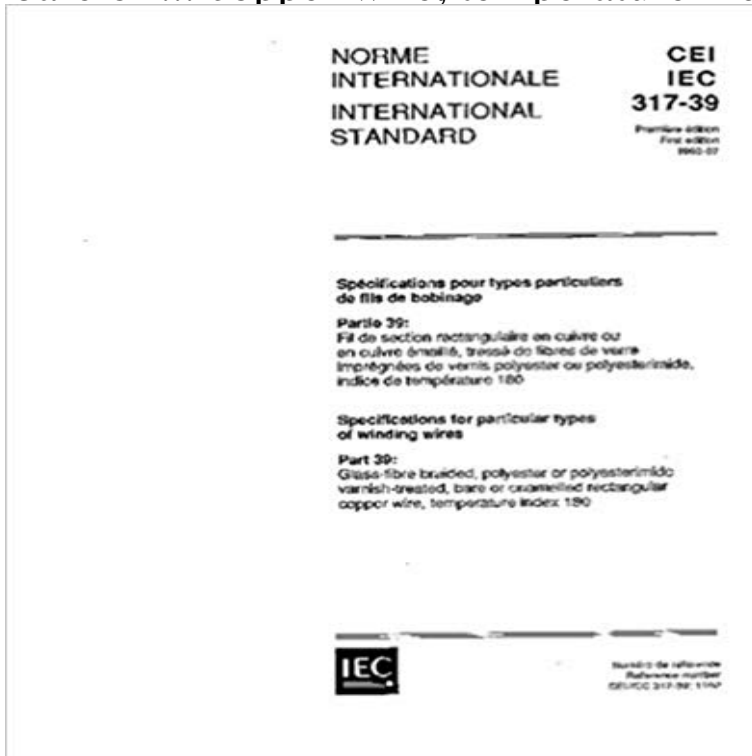 NORME
INTERNATIONALE
INTERNATIONAL
STANDARD
CEI
IEC
317-39
Première édition
First edition
Spécifications pour types particuliers
de fils de bobinage
Partie 39:
Fil de section rectangulaire en cuivre ou
en cuivre émaillé, tressé de fibres de verre
imprégnées de vernis polyester ou polyesterimide,
indice de température 180
Specifications for particular types
of winding wires
Part 39:
Glass-fibre braided, polyester or polyesterimide
varnish-treated, bare or enamelled rectangular
copper wire, temperature index 180
IEC
Numéro de référence
Reference number